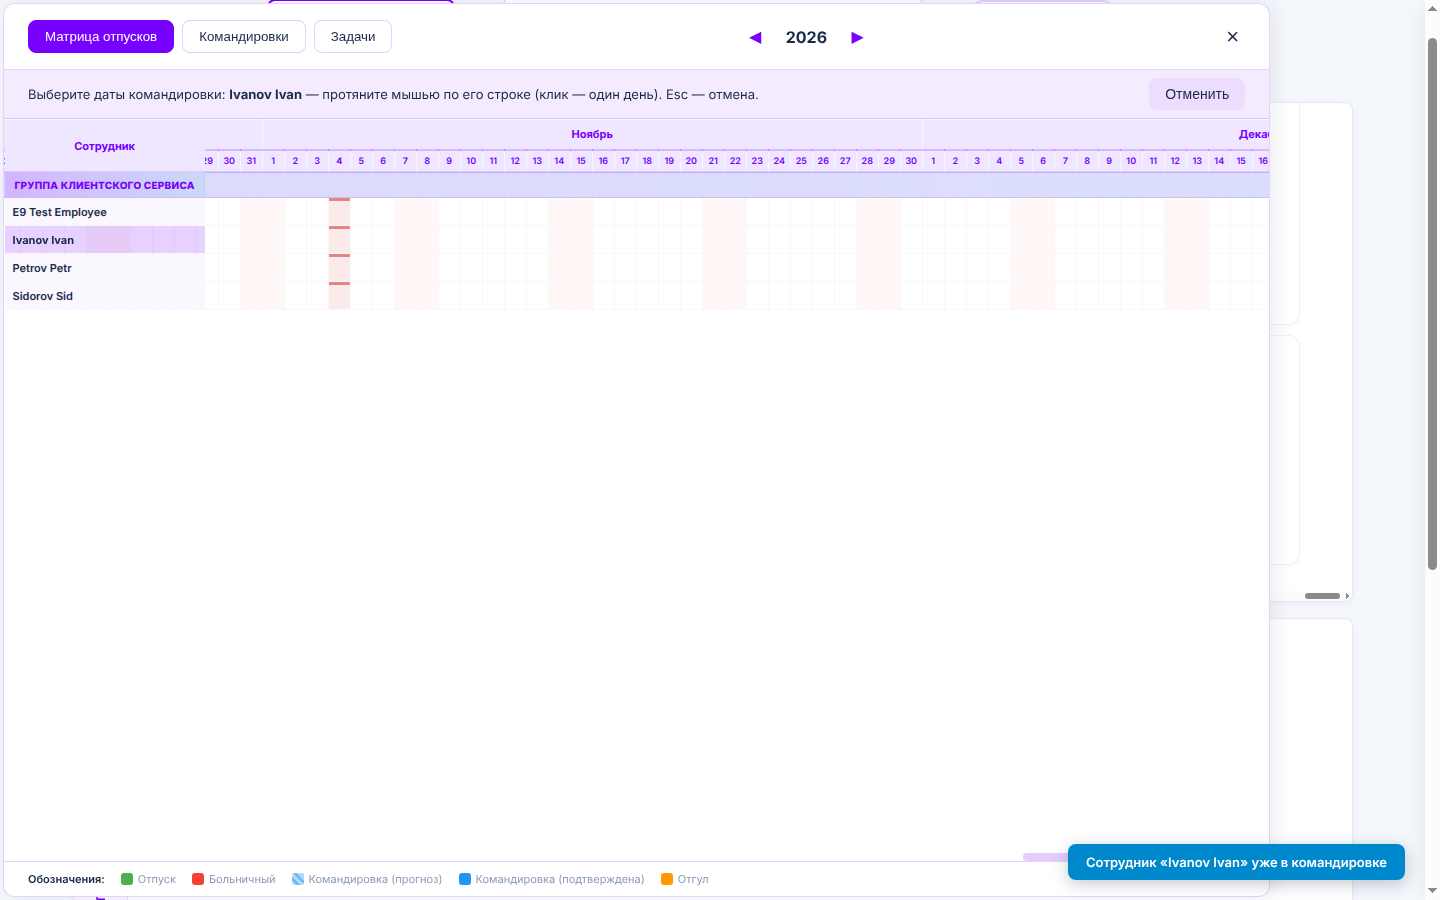 Матрица отпусков Командировки Задачи ◀ 2026 ▶ ×
Выберите даты командировки: Ivanov Ivan — протяните мышью по его строке (клик — один день). Esc — отмена. Отменить
Сотрудник Ноябрь
29 30 31 1 2 3 4 5 6 7 8 9 10 11 12 13 14 15 16 17 18 19 20 21 22 23 24 25 26 27 28 29 30 1 2 3 4 5 6 7 8 9 10 11 12 13 14 15 16
ГРУППА КЛИЕНТСКОГО СЕРВИСА
E9 Test Employee
Ivanov Ivan
Petrov Petr
Sidorov Sid
Сотрудник «Ivanov Ivan» уже в командировке
Обозначения: Отпуск Больничный Командировка (прогноз) Командировка (подтверждена) Отгул